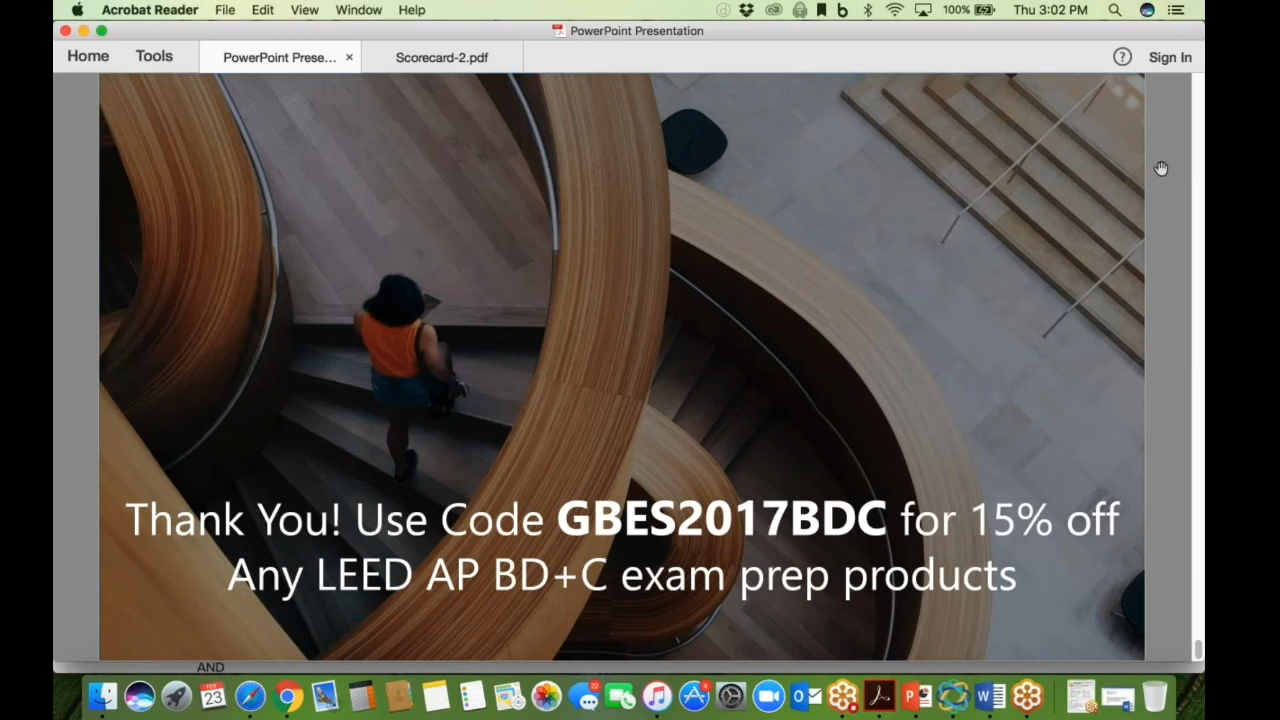 Acrobat Reader File Edit View Window Help 100% Thu 3:02 PM
PowerPoint Presentation
Home Tools PowerPoint Prese... × Scorecard-2.pdf ? Sign In
Thank You! Use Code GBES2017BDC for 15% off
Any LEED AP BD+C exam prep products
AND
23